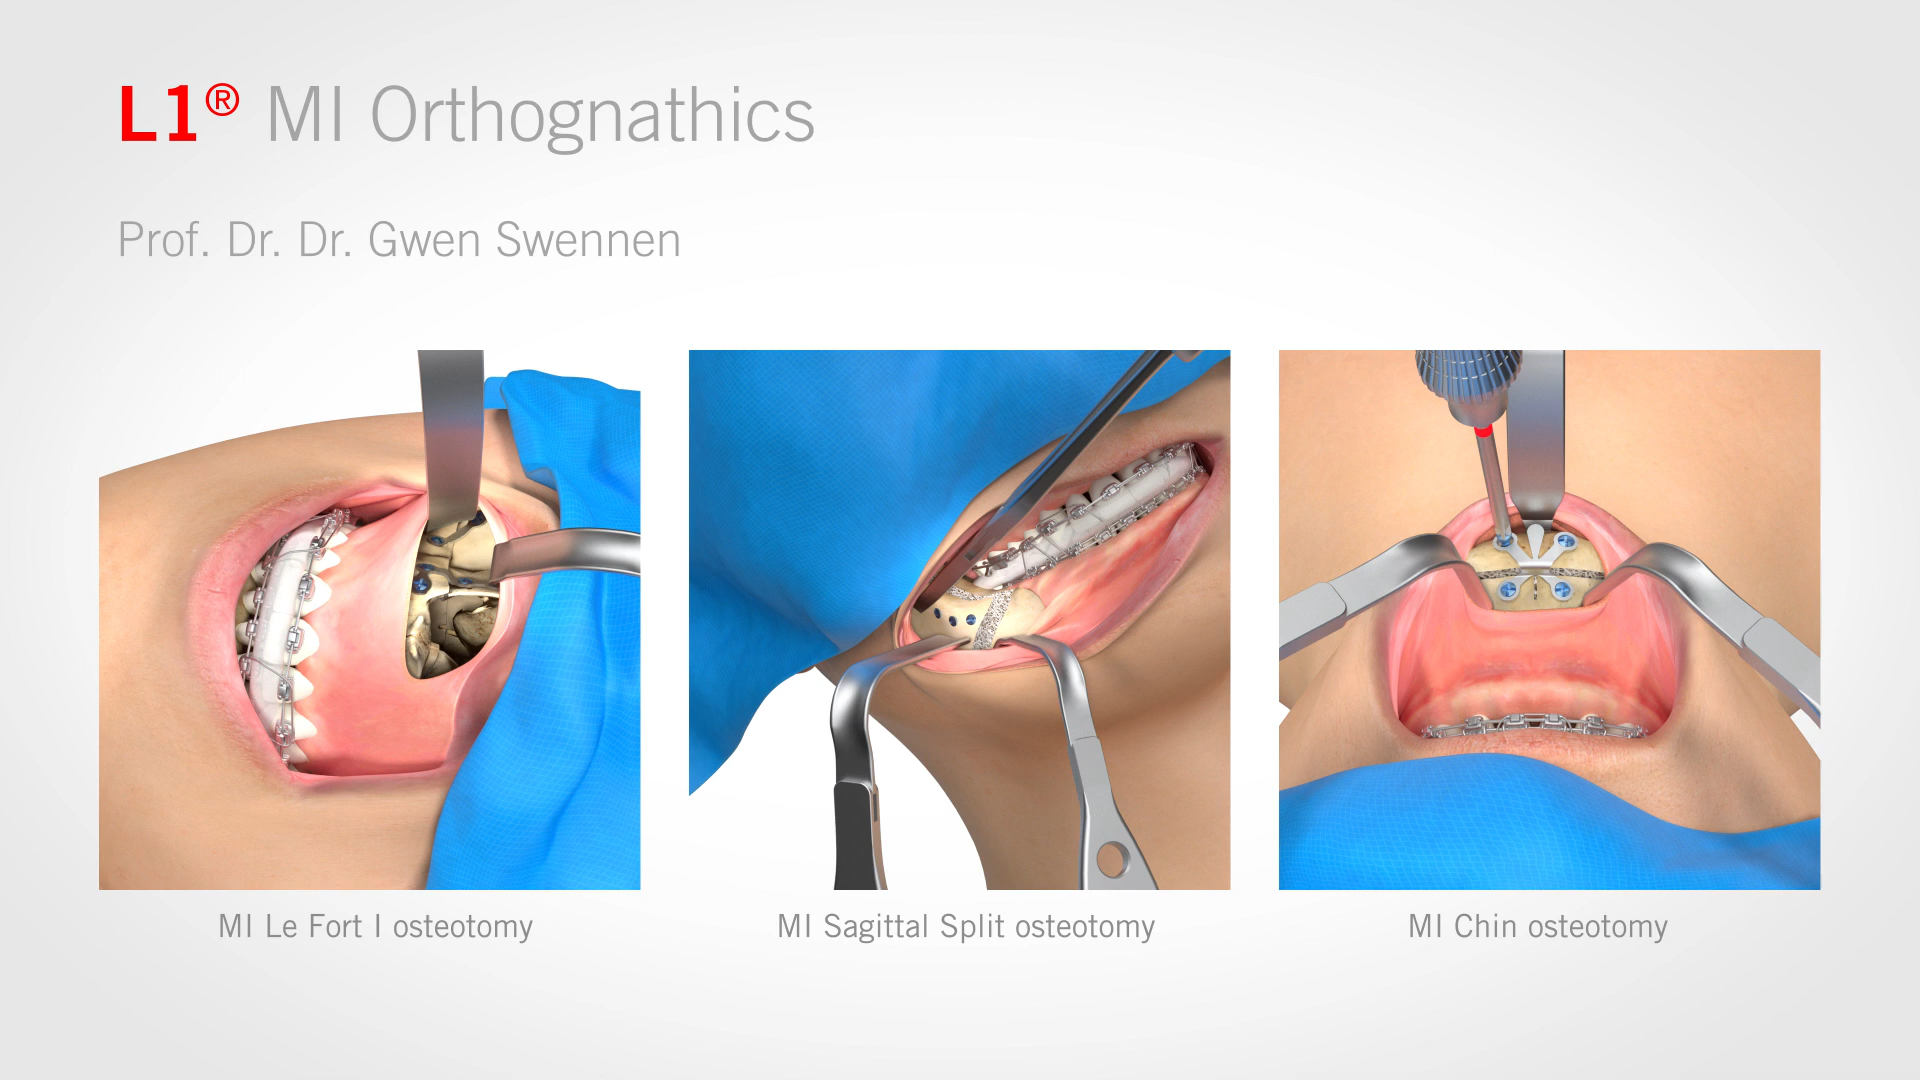 L1® MI Orthognathics
Prof. Dr. Dr. Gwen Swennen
MI Le Fort I osteotomy
MI Sagittal Split osteotomy
MI Chin osteotomy